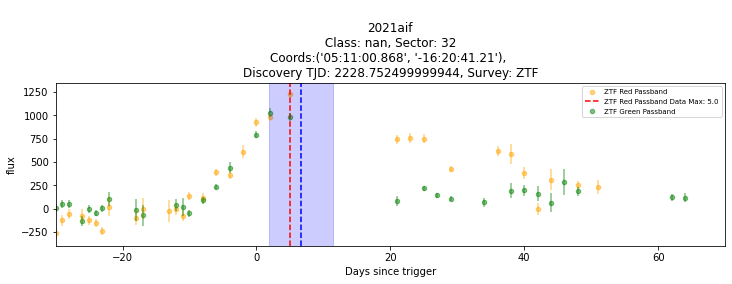 2021aif
Class: nan, Sector: 32
Coords:('05:11:00.868', '-16:20:41.21'),
Discovery TJD: 2228.752499999944, Survey: ZTF
ZTF Red Passband
ZTF Red Passband Data Max: 5.0
ZTF Green Passband
flux
1250
1000
750
500
250
0
−250
−20
0
20
40
60
Days since trigger